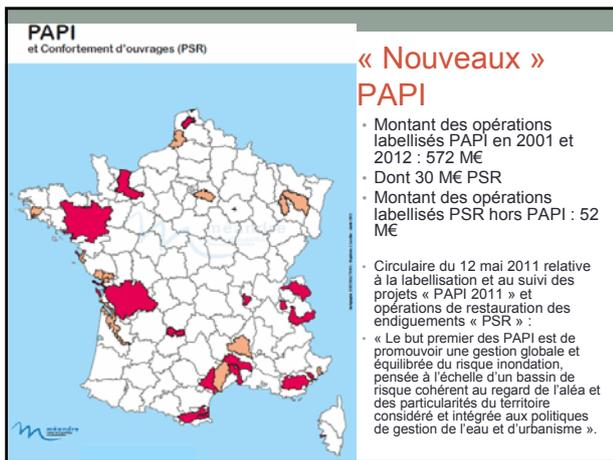 PAPI
et Confortement d'ouvrages (PSR)
« Nouveaux »
PAPI
• Montant des opérations
labellisés PAPI en 2001 et
2012 : 572 M€
• Dont 30 M€ PSR
• Montant des opérations
labellisés PSR hors PAPI : 52
M€
• Circulaire du 12 mai 2011 relative
à la labellisation et au suivi des
projets « PAPI 2011 » et
opérations de restauration des
endiguements « PSR » :
• « Le but premier des PAPI est de
promouvoir une gestion globale et
équilibrée du risque inondation,
pensée à l'échelle d'un bassin de
risque cohérent au regard de l'aléa et
des particularités du territoire
considéré et intégrée aux politiques
de gestion de l'eau et d'urbanisme ».
méandre
méandre